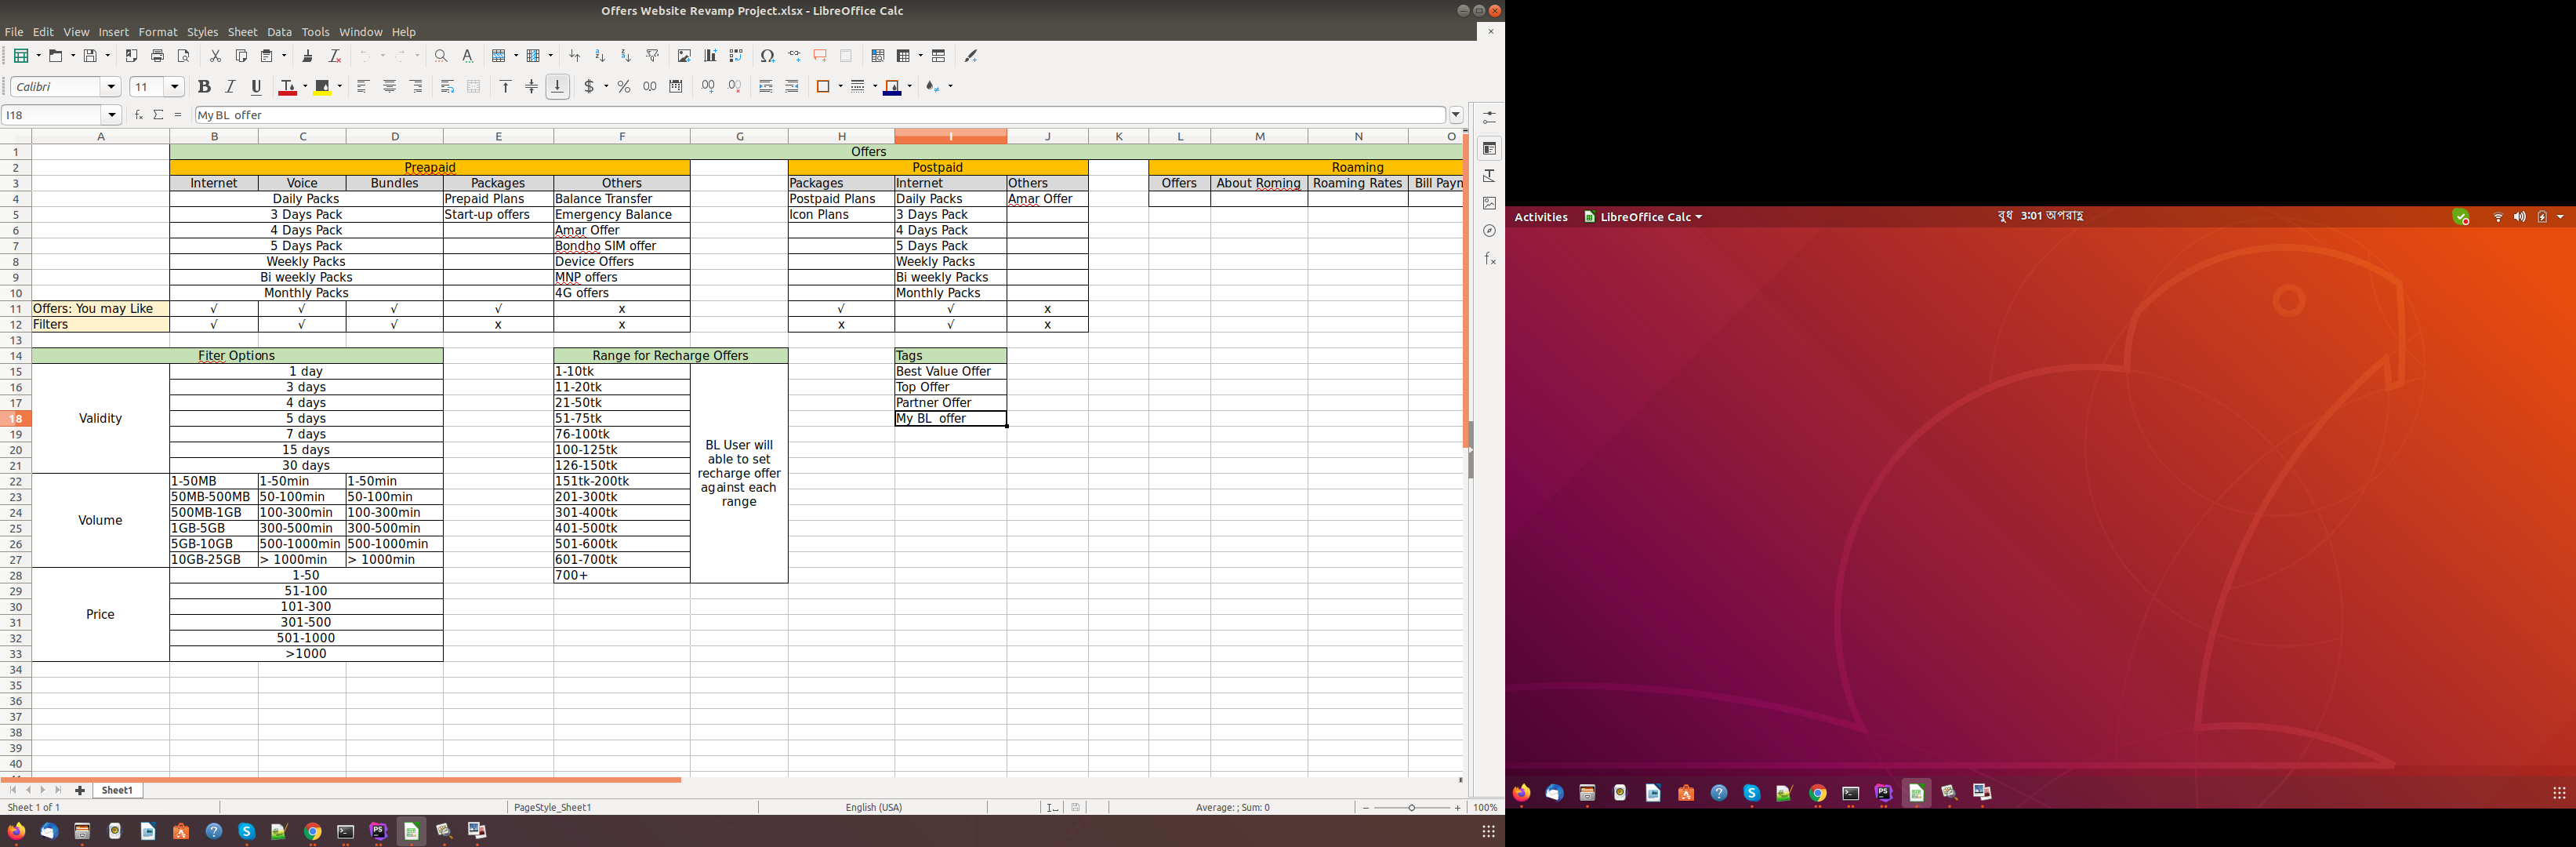 Offers Website Revamp Project.xlsx - LibreOffice Calc
File Edit View Insert Format Styles Sheet Data Tools Window Help
Calibri 11
I18 My BL  offer
A B C D E F G H I J K L M N O
1 Offers
2 Preapaid Postpaid Roaming
3 Internet Voice Bundles Packages Others Packages Internet Others Offers About Roming Roaming Rates Bill Payn
4 Daily Packs Prepaid Plans Balance Transfer Postpaid Plans Daily Packs Amar Offer
5 3 Days Pack Start-up offers Emergency Balance Icon Plans 3 Days Pack
6 4 Days Pack Amar Offer 4 Days Pack
7 5 Days Pack Bondho SIM offer 5 Days Pack
8 Weekly Packs Device Offers Weekly Packs
9 Bi weekly Packs MNP offers Bi weekly Packs
10 Monthly Packs 4G offers Monthly Packs
11 Offers: You may Like √ √ √ √ x √ √ x
12 Filters √ √ √ x x x √ x
13
14 Fiter Options Range for Recharge Offers Tags
15 1 day 1-10tk Best Value Offer
16 3 days 11-20tk Top Offer
17 4 days 21-50tk Partner Offer
18 Validity 5 days 51-75tk My BL  offer
19 7 days 76-100tk
20 15 days 100-125tk
21 30 days 126-150tk
BL User will
able to set
recharge offer
against each
range
22 1-50MB 1-50min 1-50min 151tk-200tk
23 50MB-500MB 50-100min 50-100min 201-300tk
24 Volume 500MB-1GB 100-300min 100-300min 301-400tk
25 1GB-5GB 300-500min 300-500min 401-500tk
26 5GB-10GB 500-1000min 500-1000min 501-600tk
27 10GB-25GB > 1000min > 1000min 601-700tk
28 1-50 700+
29 51-100
30 101-300
31 Price 301-500
32 501-1000
33 >1000
34
35
36
37
38
39
40
Sheet1
Sheet 1 of 1 PageStyle_Sheet1 English (USA) Average: ; Sum: 0 100%
Activities LibreOffice Calc বুধ 3:01 অপরাহ্ণ